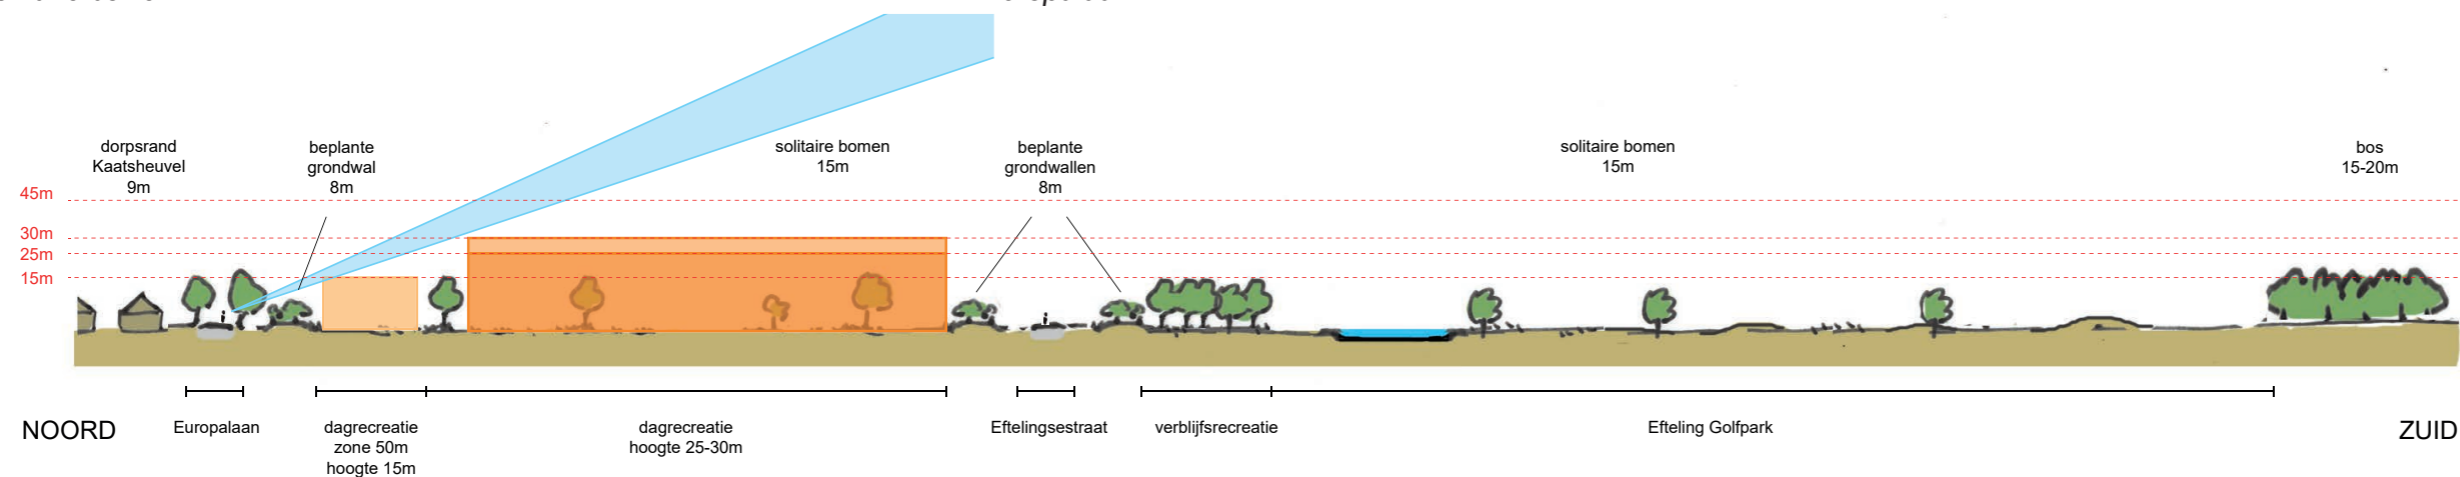 dorpsrand
Kaatsheuvel
9m
beplante
grondwal
8m
solitaire bomen
15m
beplante
grondwallen
8m
solitaire bomen
15m
bos
15-20m
45m
30m
25m
15m
NOORD
Europalaan
dagrecreatie
zone 50m
hoogte 15m
dagrecreatie
hoogte 25-30m
Eftelingsestraat
verblijfsrecreatie
Efteling Golfpark
ZUID